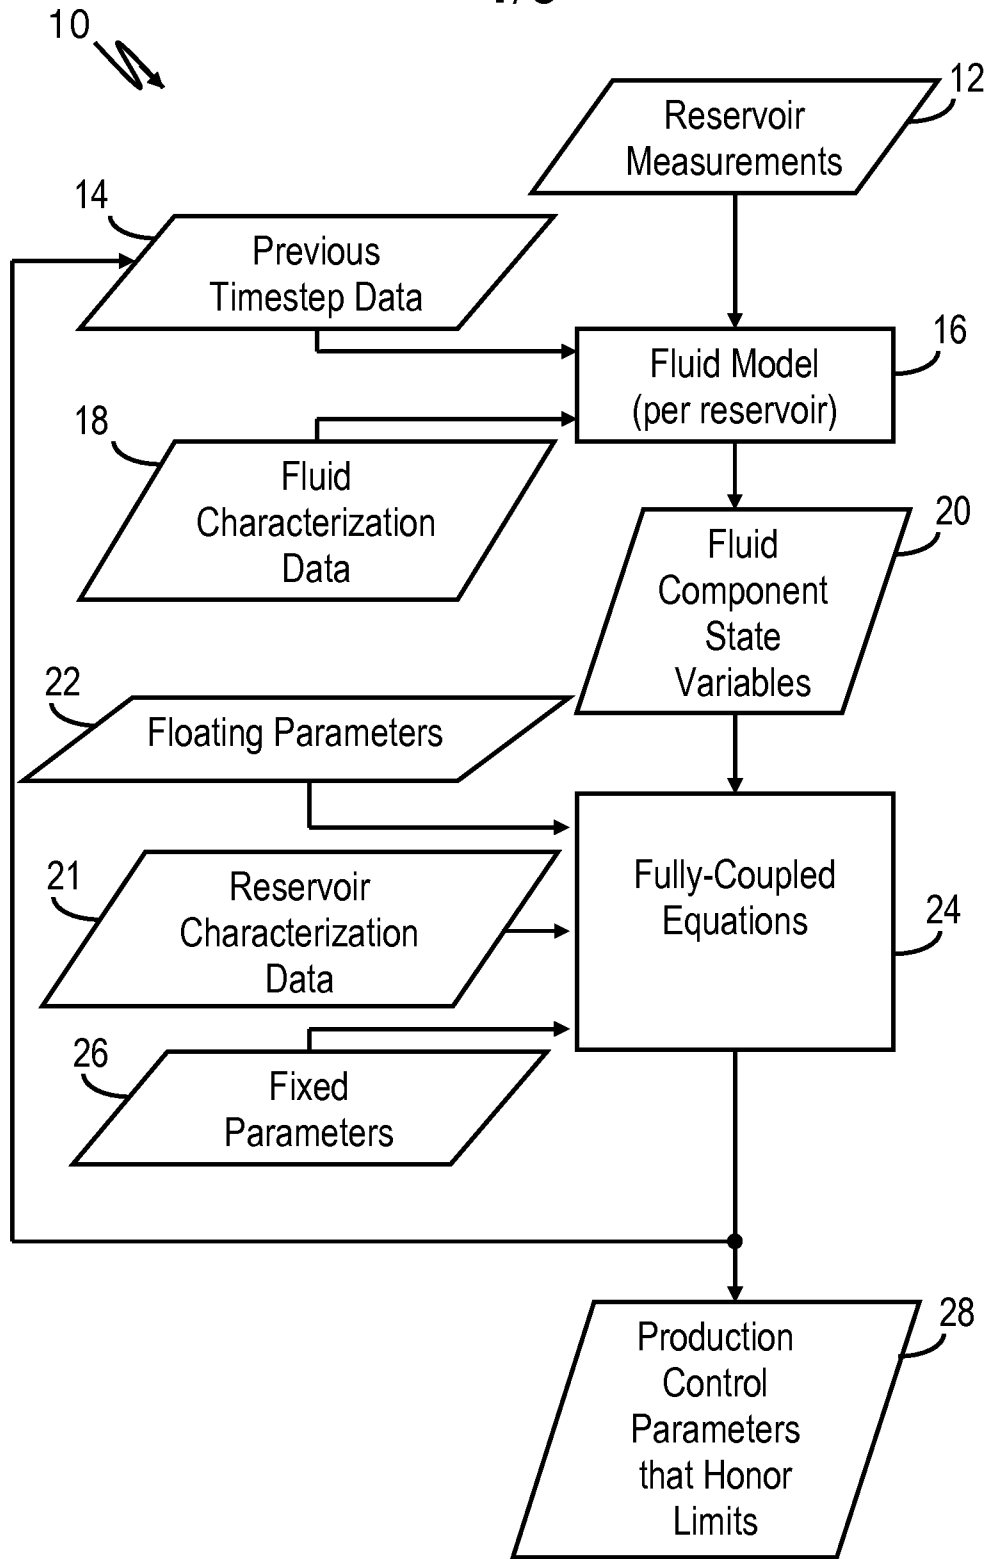 10
Reservoir
Measurements
12
14
Previous
Timestep Data
Fluid Model
(per reservoir)
16
18
Fluid
Characterization
Data
Fluid
Component
State
Variables
20
22
Floating Parameters
21
Reservoir
Characterization
Data
Fully-Coupled
Equations
24
26
Fixed
Parameters
Production
Control
Parameters
that Honor
Limits
28